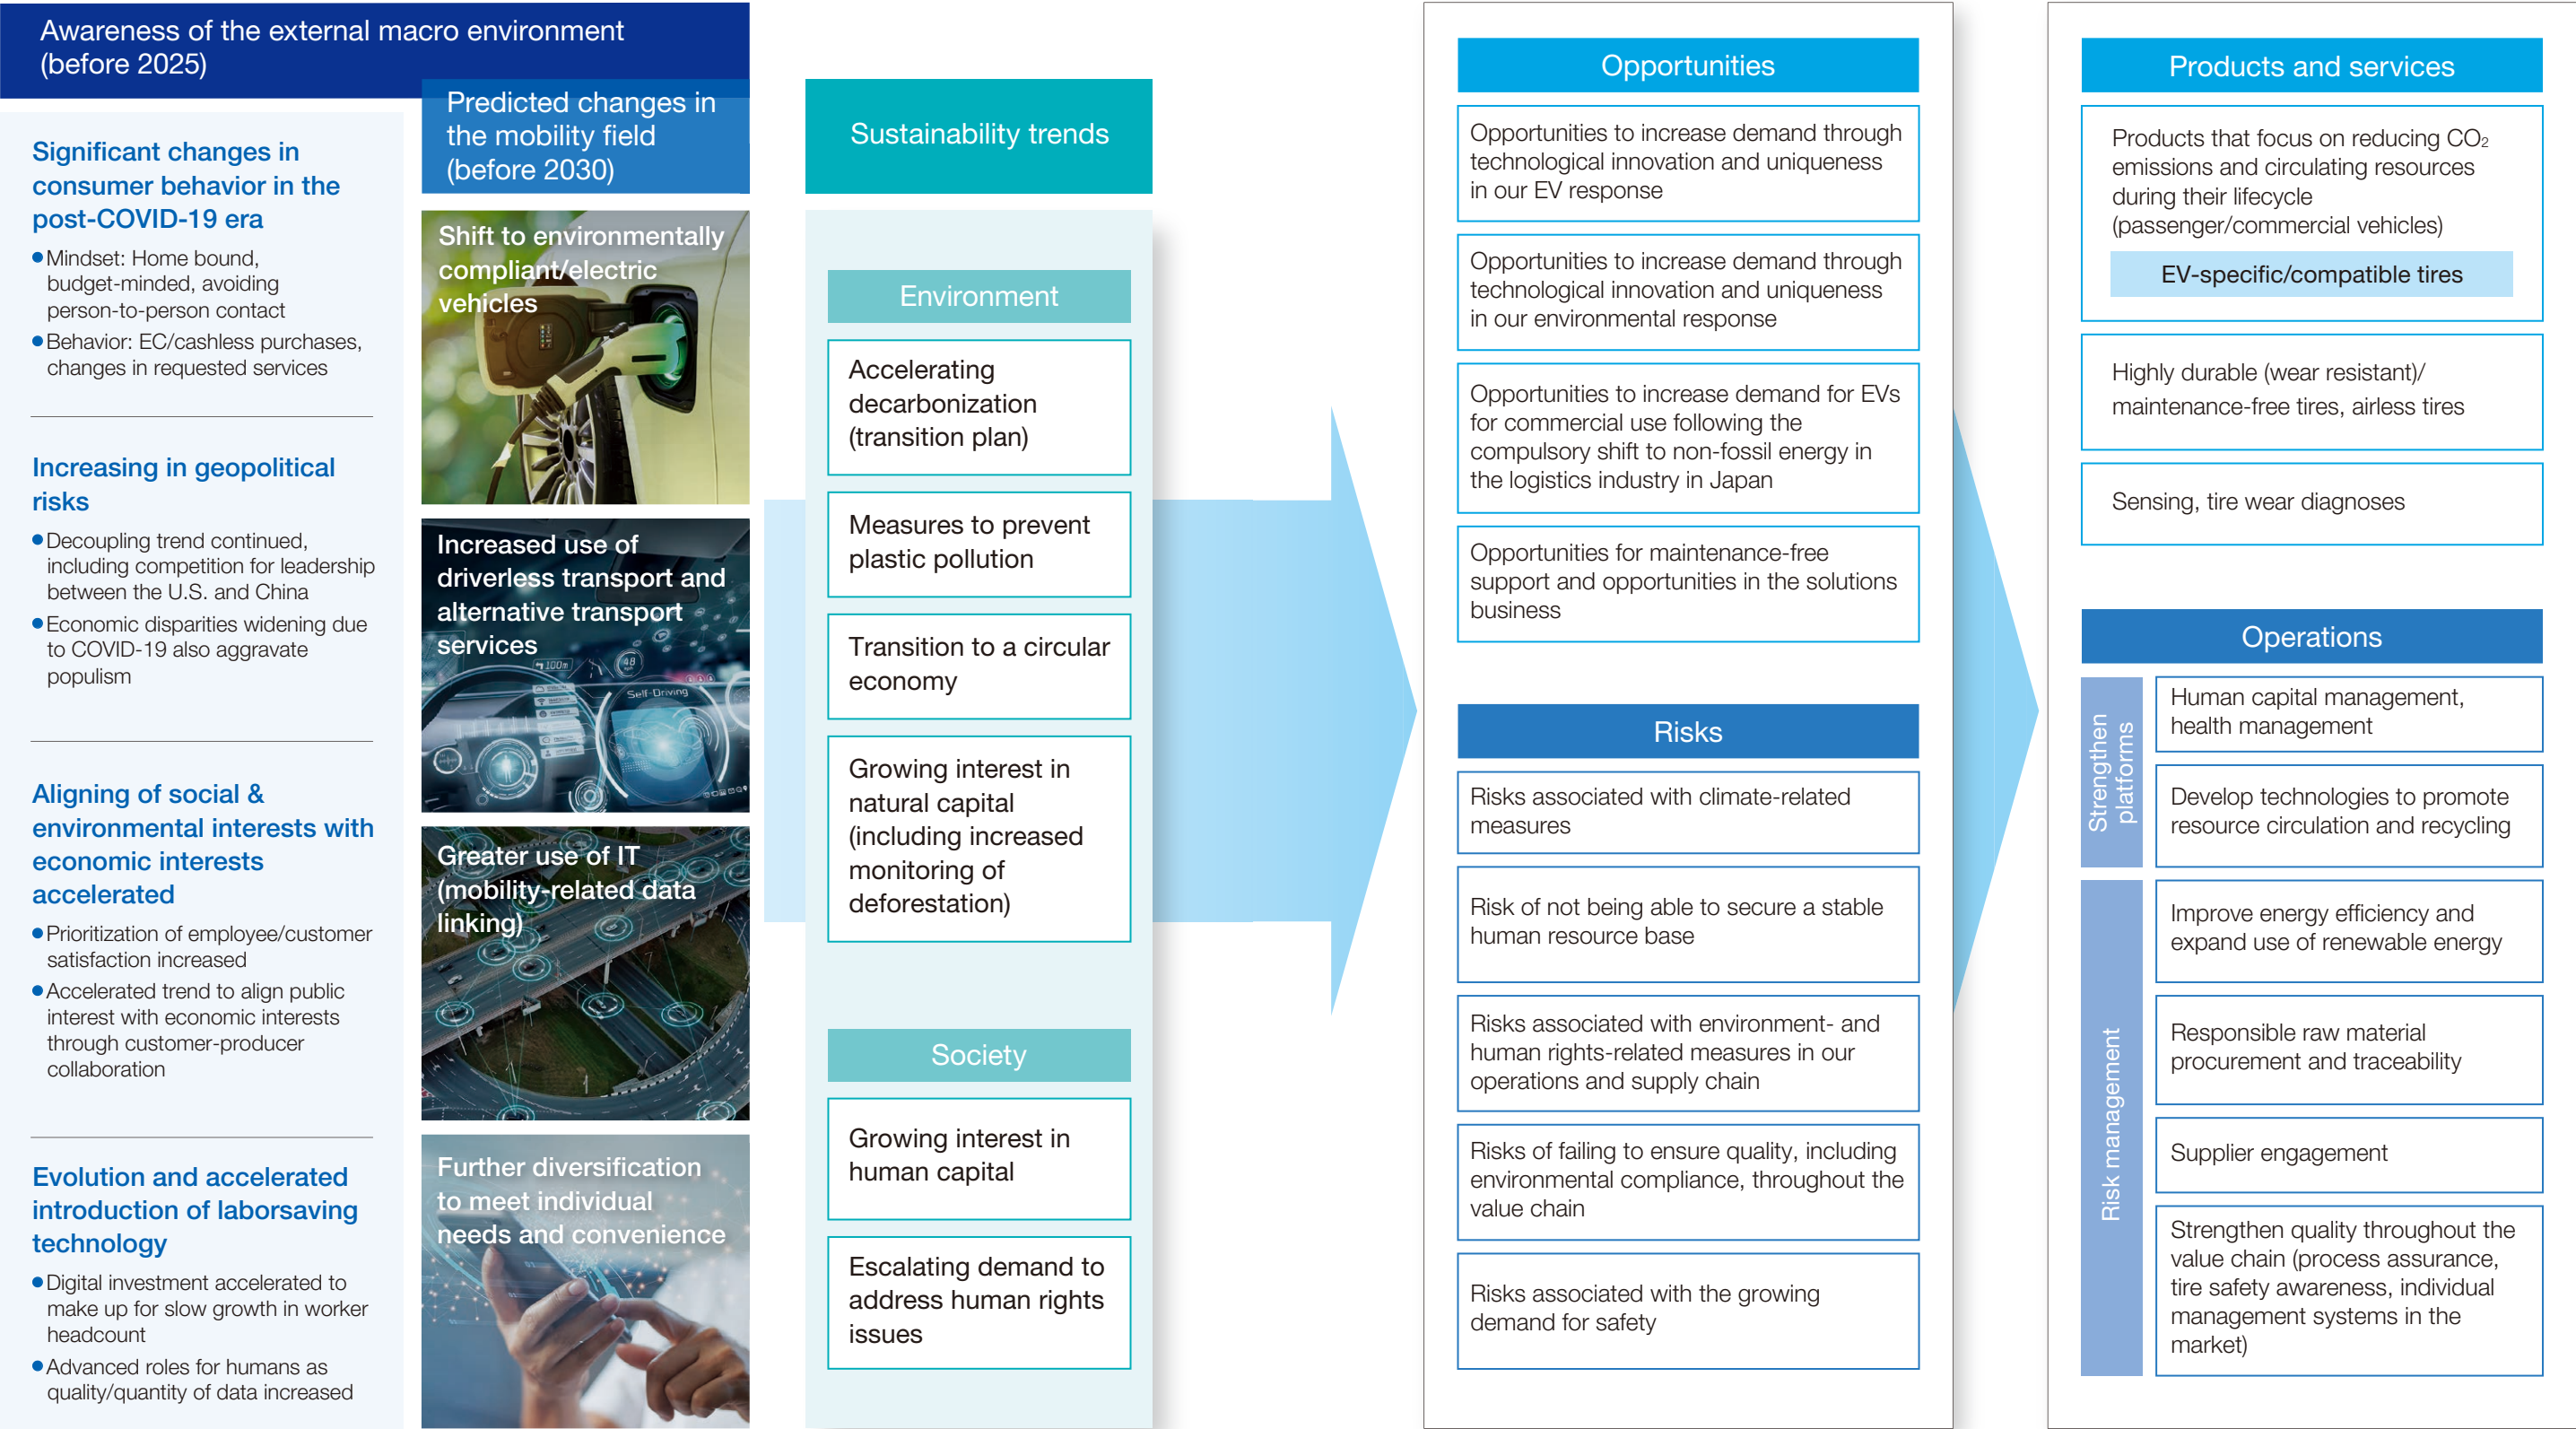 Awareness of the external macro environment
(before 2025)
Significant changes in
consumer behavior in the
post-COVID-19 era
●Mindset: Home bound,
budget-minded, avoiding
person-to-person contact
●Behavior: EC/cashless purchases,
changes in requested services
Increasing in geopolitical
risks
●Decoupling trend continued,
including competition for leadership
between the U.S. and China
●Economic disparities widening due
to COVID-19 also aggravate
populism
Aligning of social &
environmental interests with
economic interests
accelerated
●Prioritization of employee/customer
satisfaction increased
●Accelerated trend to align public
interest with economic interests
through customer-producer
collaboration
Evolution and accelerated
introduction of laborsaving
technology
●Digital investment accelerated to
make up for slow growth in worker
headcount
●Advanced roles for humans as
quality/quantity of data increased
Predicted changes in
the mobility field
(before 2030)
Shift to environmentally
compliant/electric
vehicles
Increased use of
driverless transport and
alternative transport
services
100m
48
Self-Driving
Greater use of IT
(mobility-related data
linking)
Further diversification
to meet individual
needs and convenience
Sustainability trends
Environment
Accelerating
decarbonization
(transition plan)
Measures to prevent
plastic pollution
Transition to a circular
economy
Growing interest in
natural capital
(including increased
monitoring of
deforestation)
Society
Growing interest in
human capital
Escalating demand to
address human rights
issues
Opportunities
Opportunities to increase demand through
technological innovation and uniqueness
in our EV response
Opportunities to increase demand through
technological innovation and uniqueness
in our environmental response
Opportunities to increase demand for EVs
for commercial use following the
compulsory shift to non-fossil energy in
the logistics industry in Japan
Opportunities for maintenance-free
support and opportunities in the solutions
business
Risks
Risks associated with climate-related
measures
Risk of not being able to secure a stable
human resource base
Risks associated with environment- and
human rights-related measures in our
operations and supply chain
Risks of failing to ensure quality, including
environmental compliance, throughout the
value chain
Risks associated with the growing
demand for safety
Products and services
Products that focus on reducing CO₂
emissions and circulating resources
during their lifecycle
(passenger/commercial vehicles)
EV-specific/compatible tires
Highly durable (wear resistant)/
maintenance-free tires, airless tires
Sensing, tire wear diagnoses
Operations
Strengthen
platforms
Human capital management,
health management
Develop technologies to promote
resource circulation and recycling
Risk management
Improve energy efficiency and
expand use of renewable energy
Responsible raw material
procurement and traceability
Supplier engagement
Strengthen quality throughout the
value chain (process assurance,
tire safety awareness, individual
management systems in the
market)